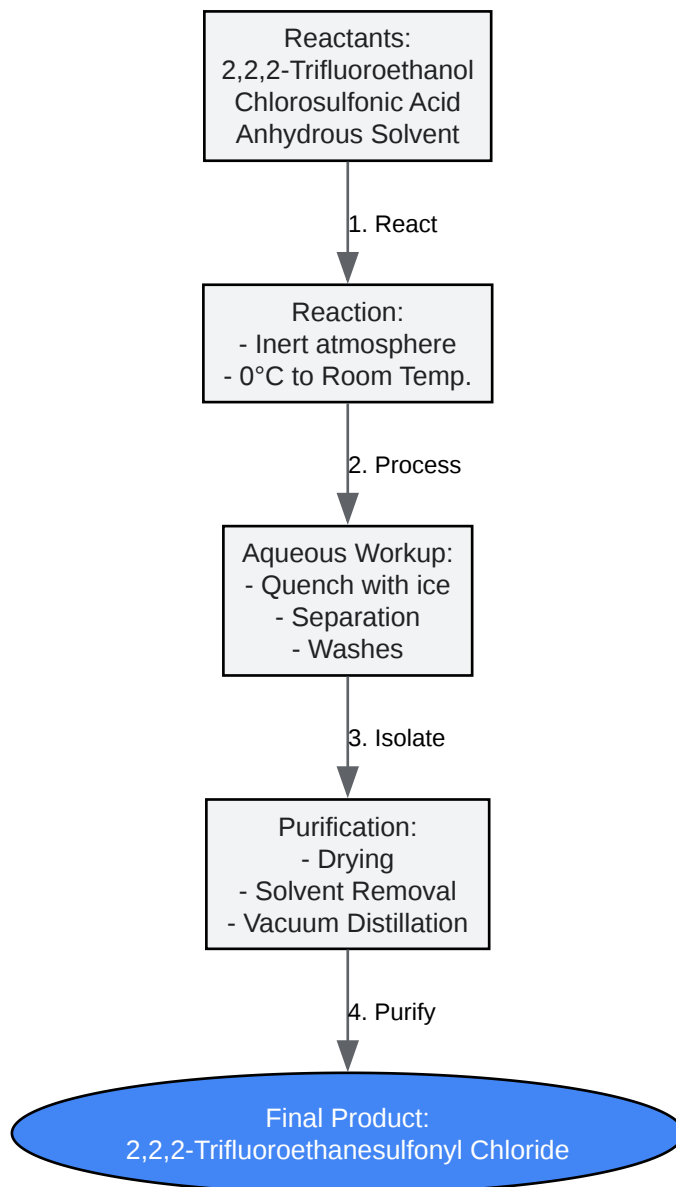 Reactants:
2,2,2-Trifluoroethanol
Chlorosulfonic Acid
Anhydrous Solvent
1. React
Reaction:
- Inert atmosphere
- 0°C to Room Temp.
2. Process
Aqueous Workup:
- Quench with ice
- Separation
- Washes
3. Isolate
Purification:
- Drying
- Solvent Removal
- Vacuum Distillation
4. Purify
Final Product:
2,2,2-Trifluoroethanesulfonyl Chloride